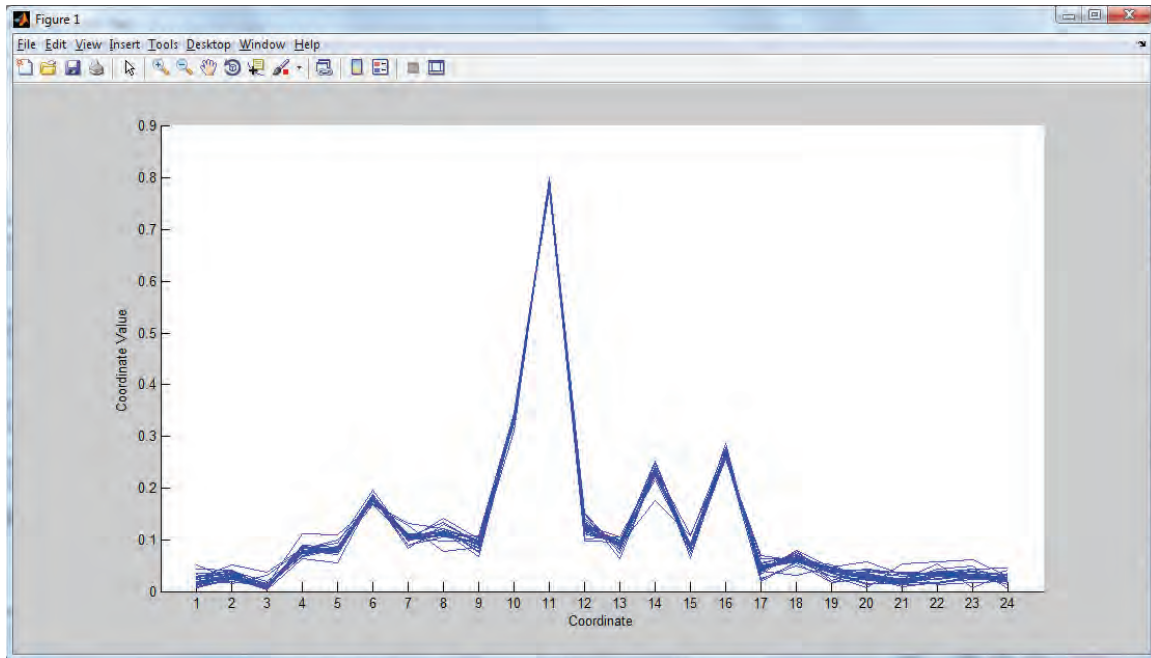 Figure 1
File Edit View Insert Tools Desktop Window Help
0.9
0.8
0.7
0.6
0.5
0.4
0.3
0.2
0.1
0
Coordinate Value
1 2 3 4 5 6 7 8 9 10 11 12 13 14 15 16 17 18 19 20 21 22 23 24
Coordinate